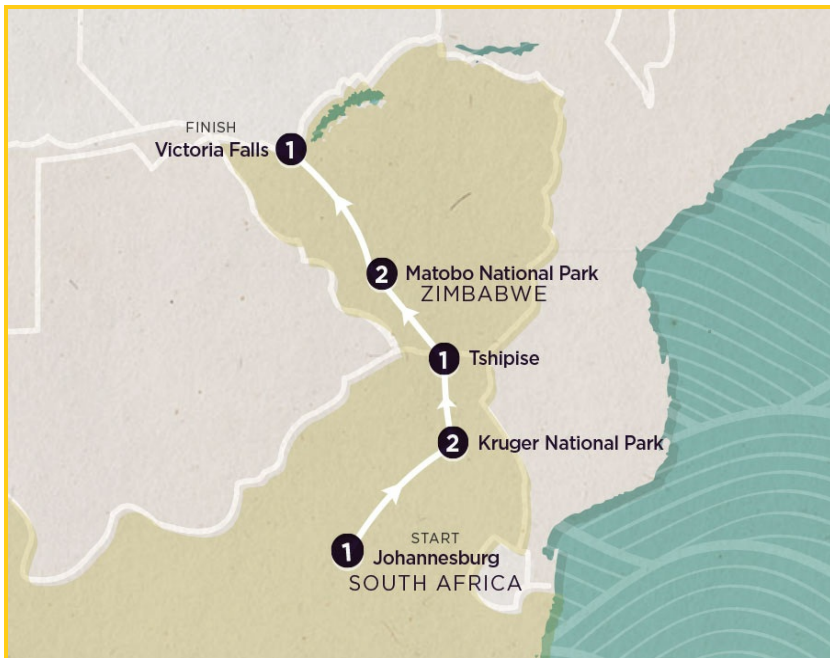 FINISH
Victoria Falls 1
2 Matobo National Park
ZIMBABWE
1 Tshipise
2 Kruger National Park
START
1 Johannesburg
SOUTH AFRICA